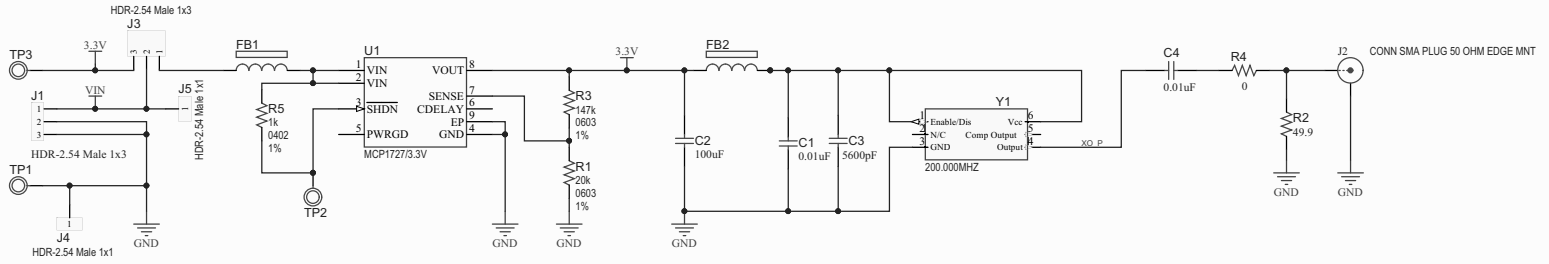 HDR-2.54 Male 1x3
J3
TP3
3.3V
3
2
1
J1
VIN
1
2
3
HDR-2.54 Male 1x3
J5
1
HDR-2.54 Male 1x1
TP1
1
J4
HDR-2.54 Male 1x1
GND
FB1
R5
1k
0402
1%
TP2
U1
1
VIN
2
VIN
3
SHDN
5
PWRGD
VOUT
8
SENSE
7
CDELAY
6
EP
9
GND
4
MCP1727/3.3V
GND
R3
147k
0603
1%
R1
20k
0603
1%
GND
3.3V
FB2
C2
100uF
GND
C1
0.01uF
C3
5600pF
Y1
1
Enable/Dis
2
N/C
3
GND
Vcc
6
Comp Output
5
Output
4
200.000MHZ
XO_P
C4
0.01uF
R4
0
R2
49.9
GND
J2
CONN SMA PLUG 50 OHM EDGE MNT
GND